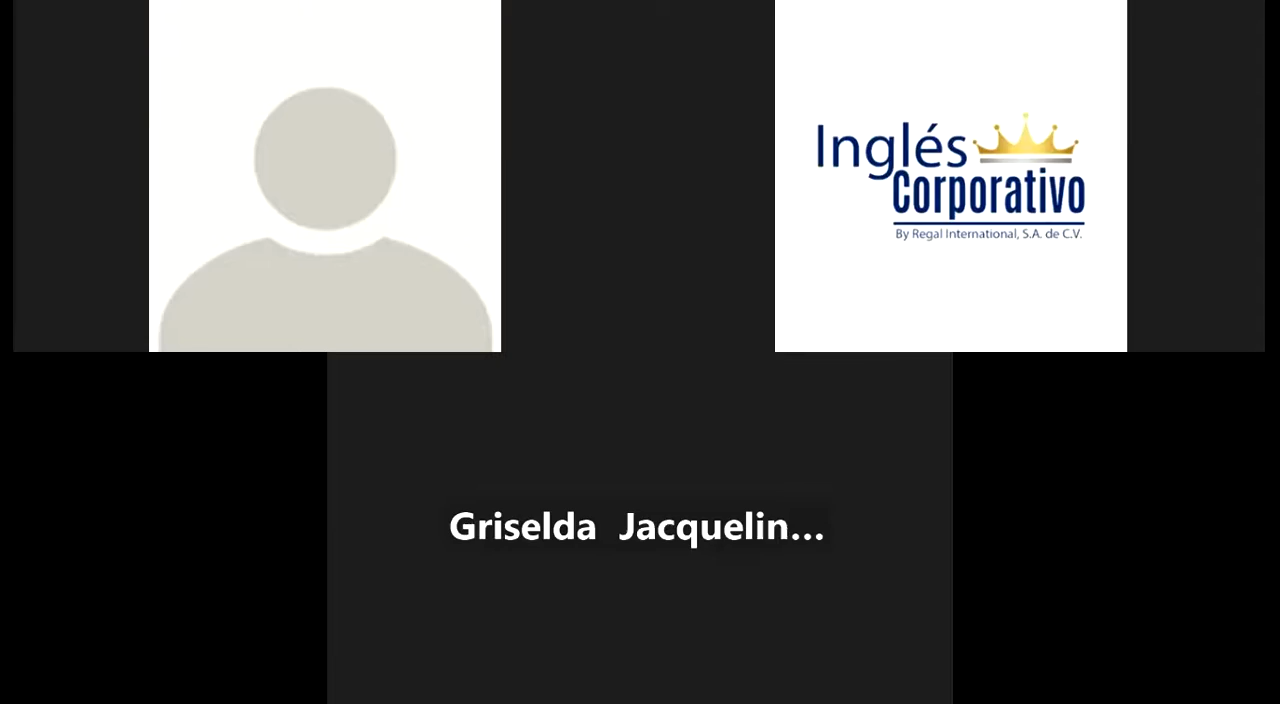 Inglés
Corporativo
By Regal International, S.A. de C.V.
Griselda Jacquelin...